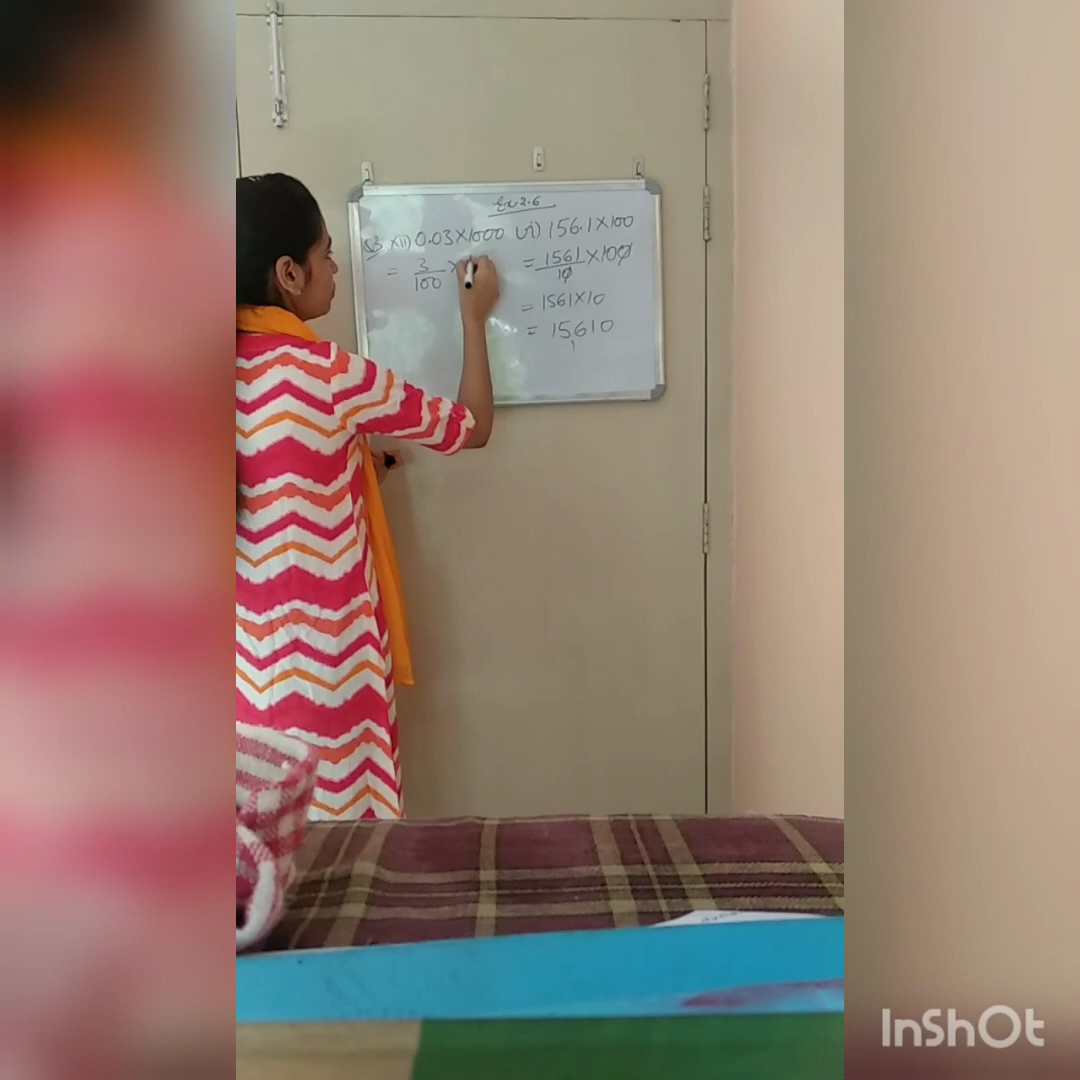 Ex 2.6
Q3. xii) 0.03×1000
= 3/100 ×
vi) 156.1×100
= 1561/10 ×100
= 1561×10
= 15610
InShOt